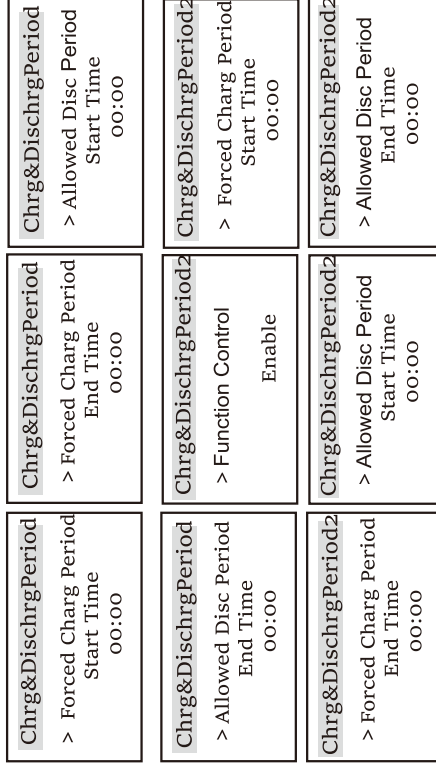 Chrg&DischrgPeriod
> Forced Charg Period
Start Time
00:00
Chrg&DischrgPeriod
> Forced Charg Period
End Time
00:00
Chrg&DischrgPeriod
> Allowed Disc Period
Start Time
00:00
Chrg&DischrgPeriod
> Allowed Disc Period
End Time
00:00
Chrg&DischrgPeriod2
> Function Control
Enable
Chrg&DischrgPeriod2
> Forced Charg Period
Start Time
00:00
Chrg&DischrgPeriod2
> Forced Charg Period
End Time
00:00
Chrg&DischrgPeriod2
> Allowed Disc Period
Start Time
00:00
Chrg&DischrgPeriod2
> Allowed Disc Period
End Time
00:00